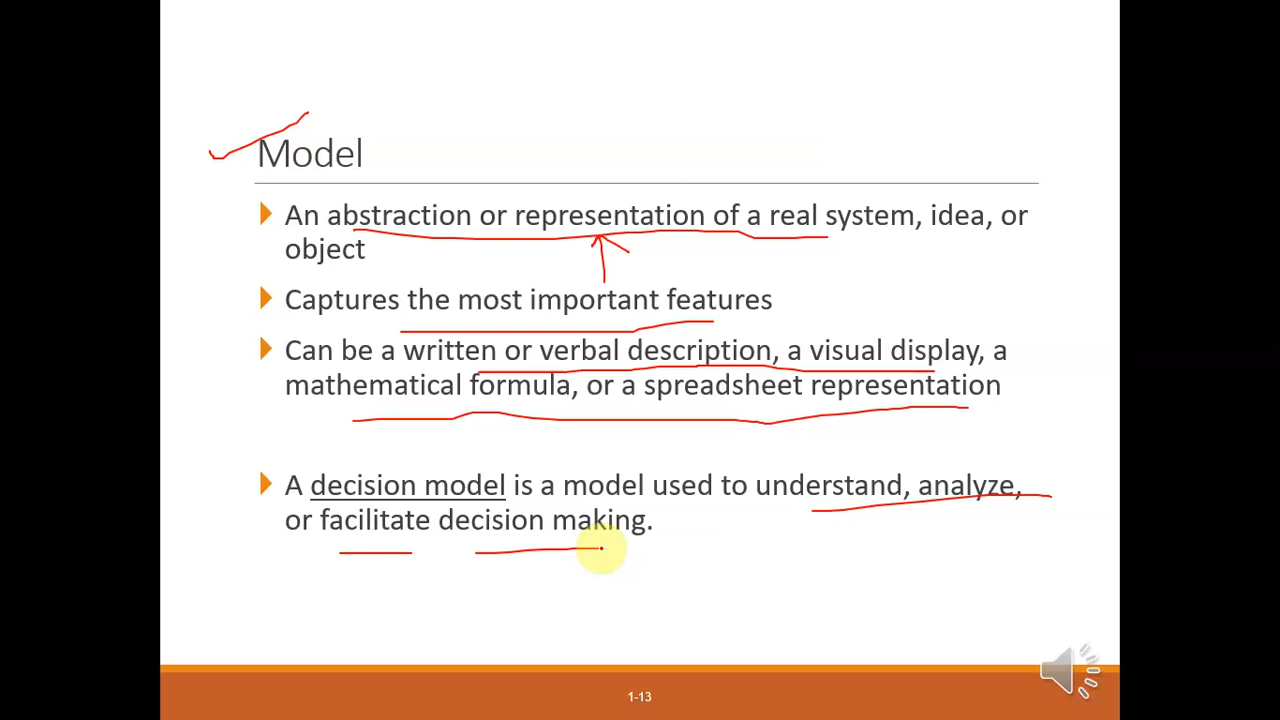 Model
An abstraction or representation of a real system, idea, or
object
Captures the most important features
Can be a written or verbal description, a visual display, a
mathematical formula, or a spreadsheet representation
A decision model is a model used to understand, analyze,
or facilitate decision making.
1-13